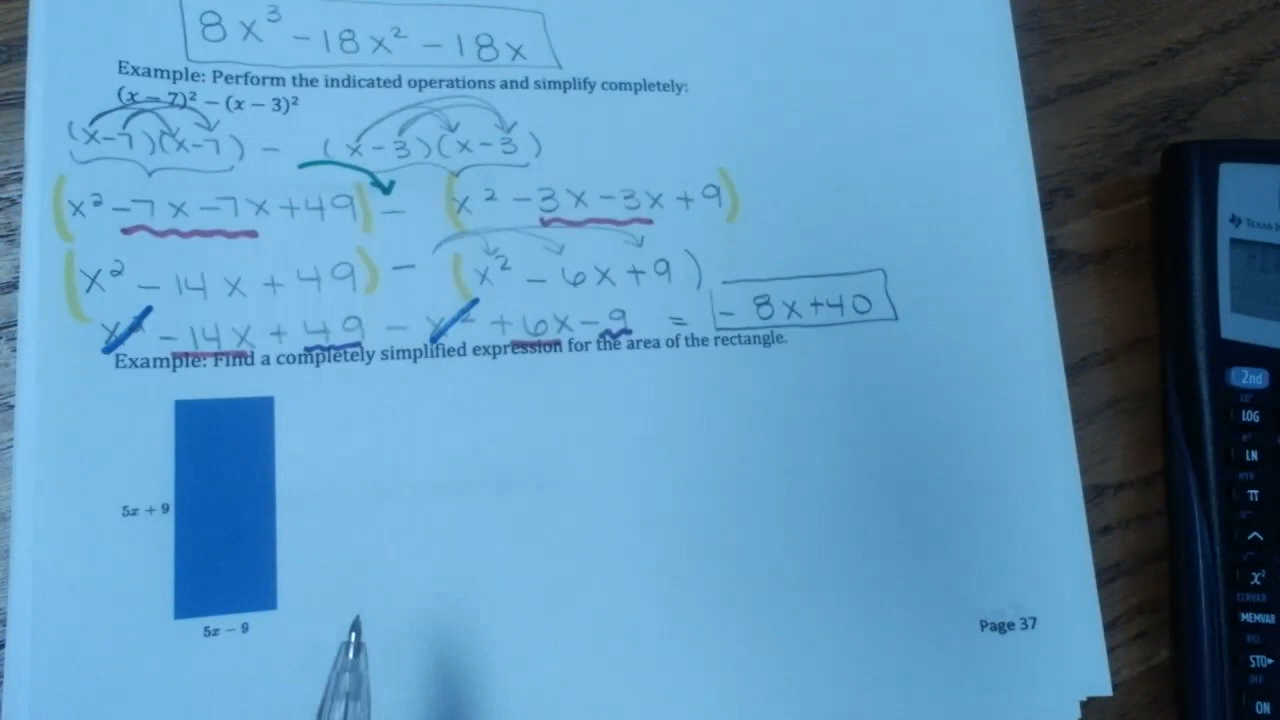 8x³ - 18x² - 18x
Example: Perform the indicated operations and simplify completely:
(x − 7)² − (x − 3)²
(x-7)(x-7) - (x-3)(x-3)
(x² -7x -7x +49) - (x² -3x -3x +9)
(x² - 14x + 49) - (x² - 6x + 9)
x² - 14x + 49 - x² + 6x - 9 = - 8x+40
Example: Find a completely simplified expression for the area of the rectangle.
5x + 9
5x − 9
Page 37
2nd
LOG
LN
π
^
x²
MEMVAR
STO▸
ON